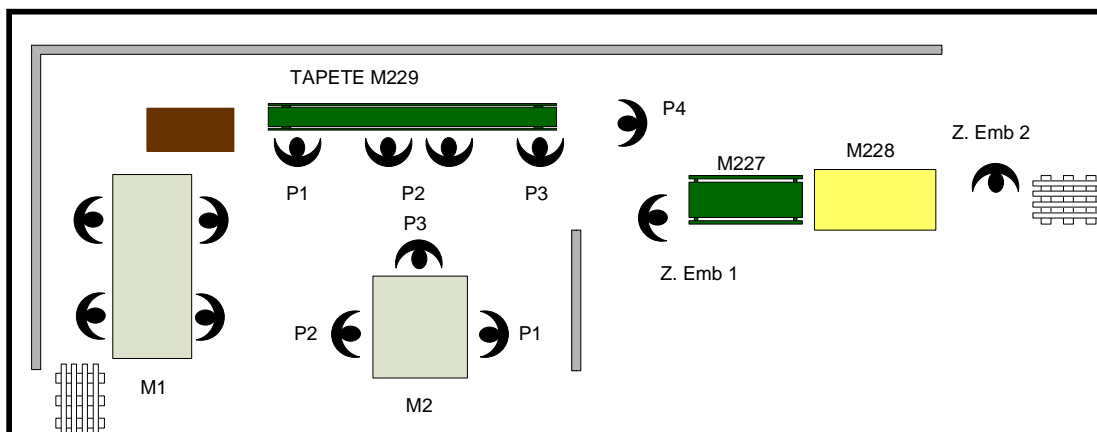 TAPETE M229
P4
Z. Emb 2
M227
M228
P1
P2
P3
P3
Z. Emb 1
P2
P1
M1
M2